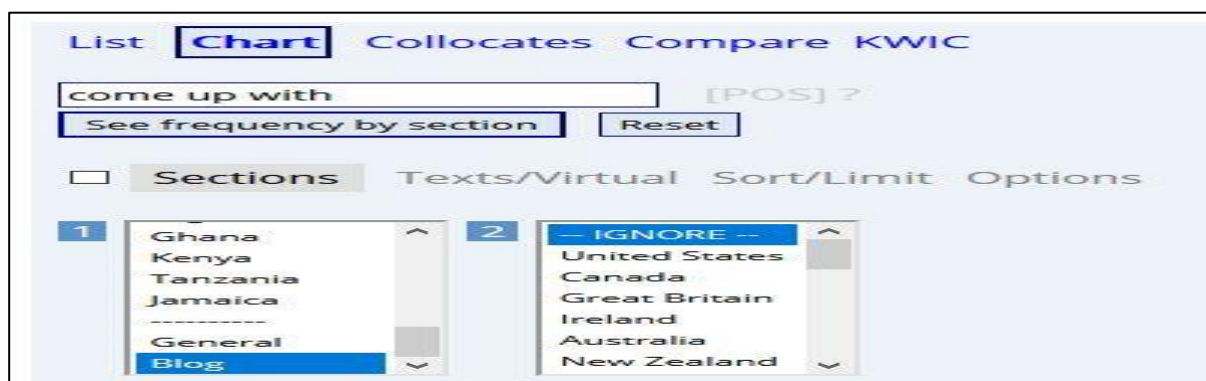 List Chart Collocates Compare KWIC
come up with [POS] ?
See frequency by section Reset
Sections Texts/Virtual Sort/Limit Options
1 2
Ghana
Kenya
Tanzania
Jamaica
----------
General
Blog
-- IGNORE --
United States
Canada
Great Britain
Ireland
Australia
New Zealand